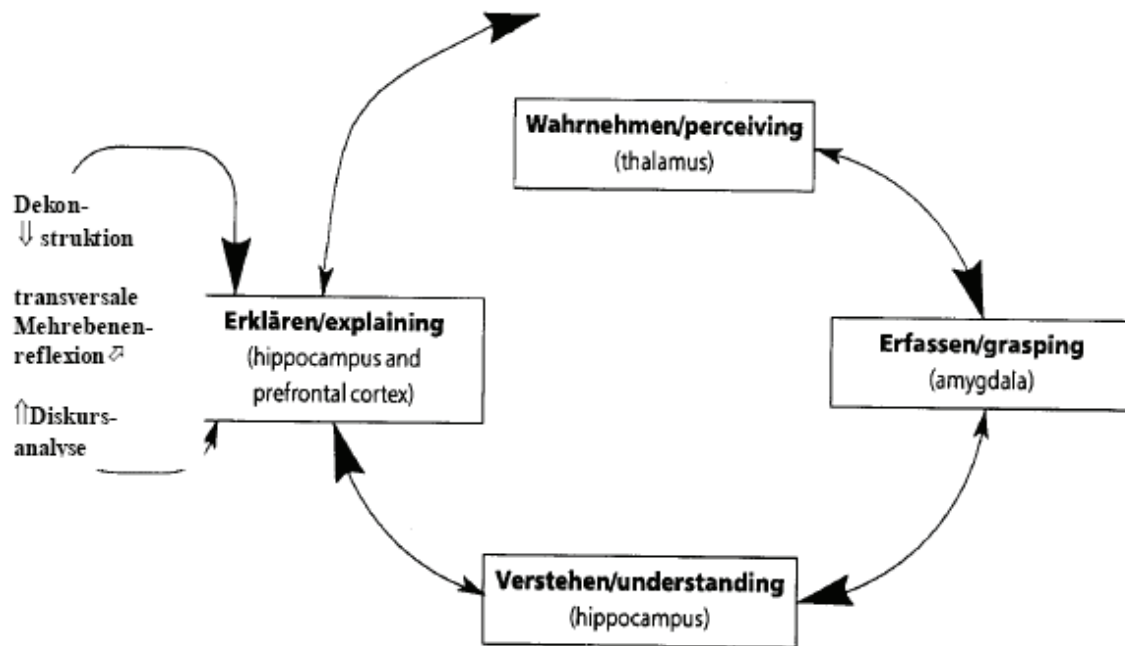 Wahrnehmen/perceiving
(thalamus)
Dekon-
⇓ struktion
transversale
Mehrebenen-
reflexion⇗
⇑Diskurs-
analyse
Erklären/explaining
(hippocampus and
prefrontal cortex)
Erfassen/grasping
(amygdala)
Verstehen/understanding
(hippocampus)